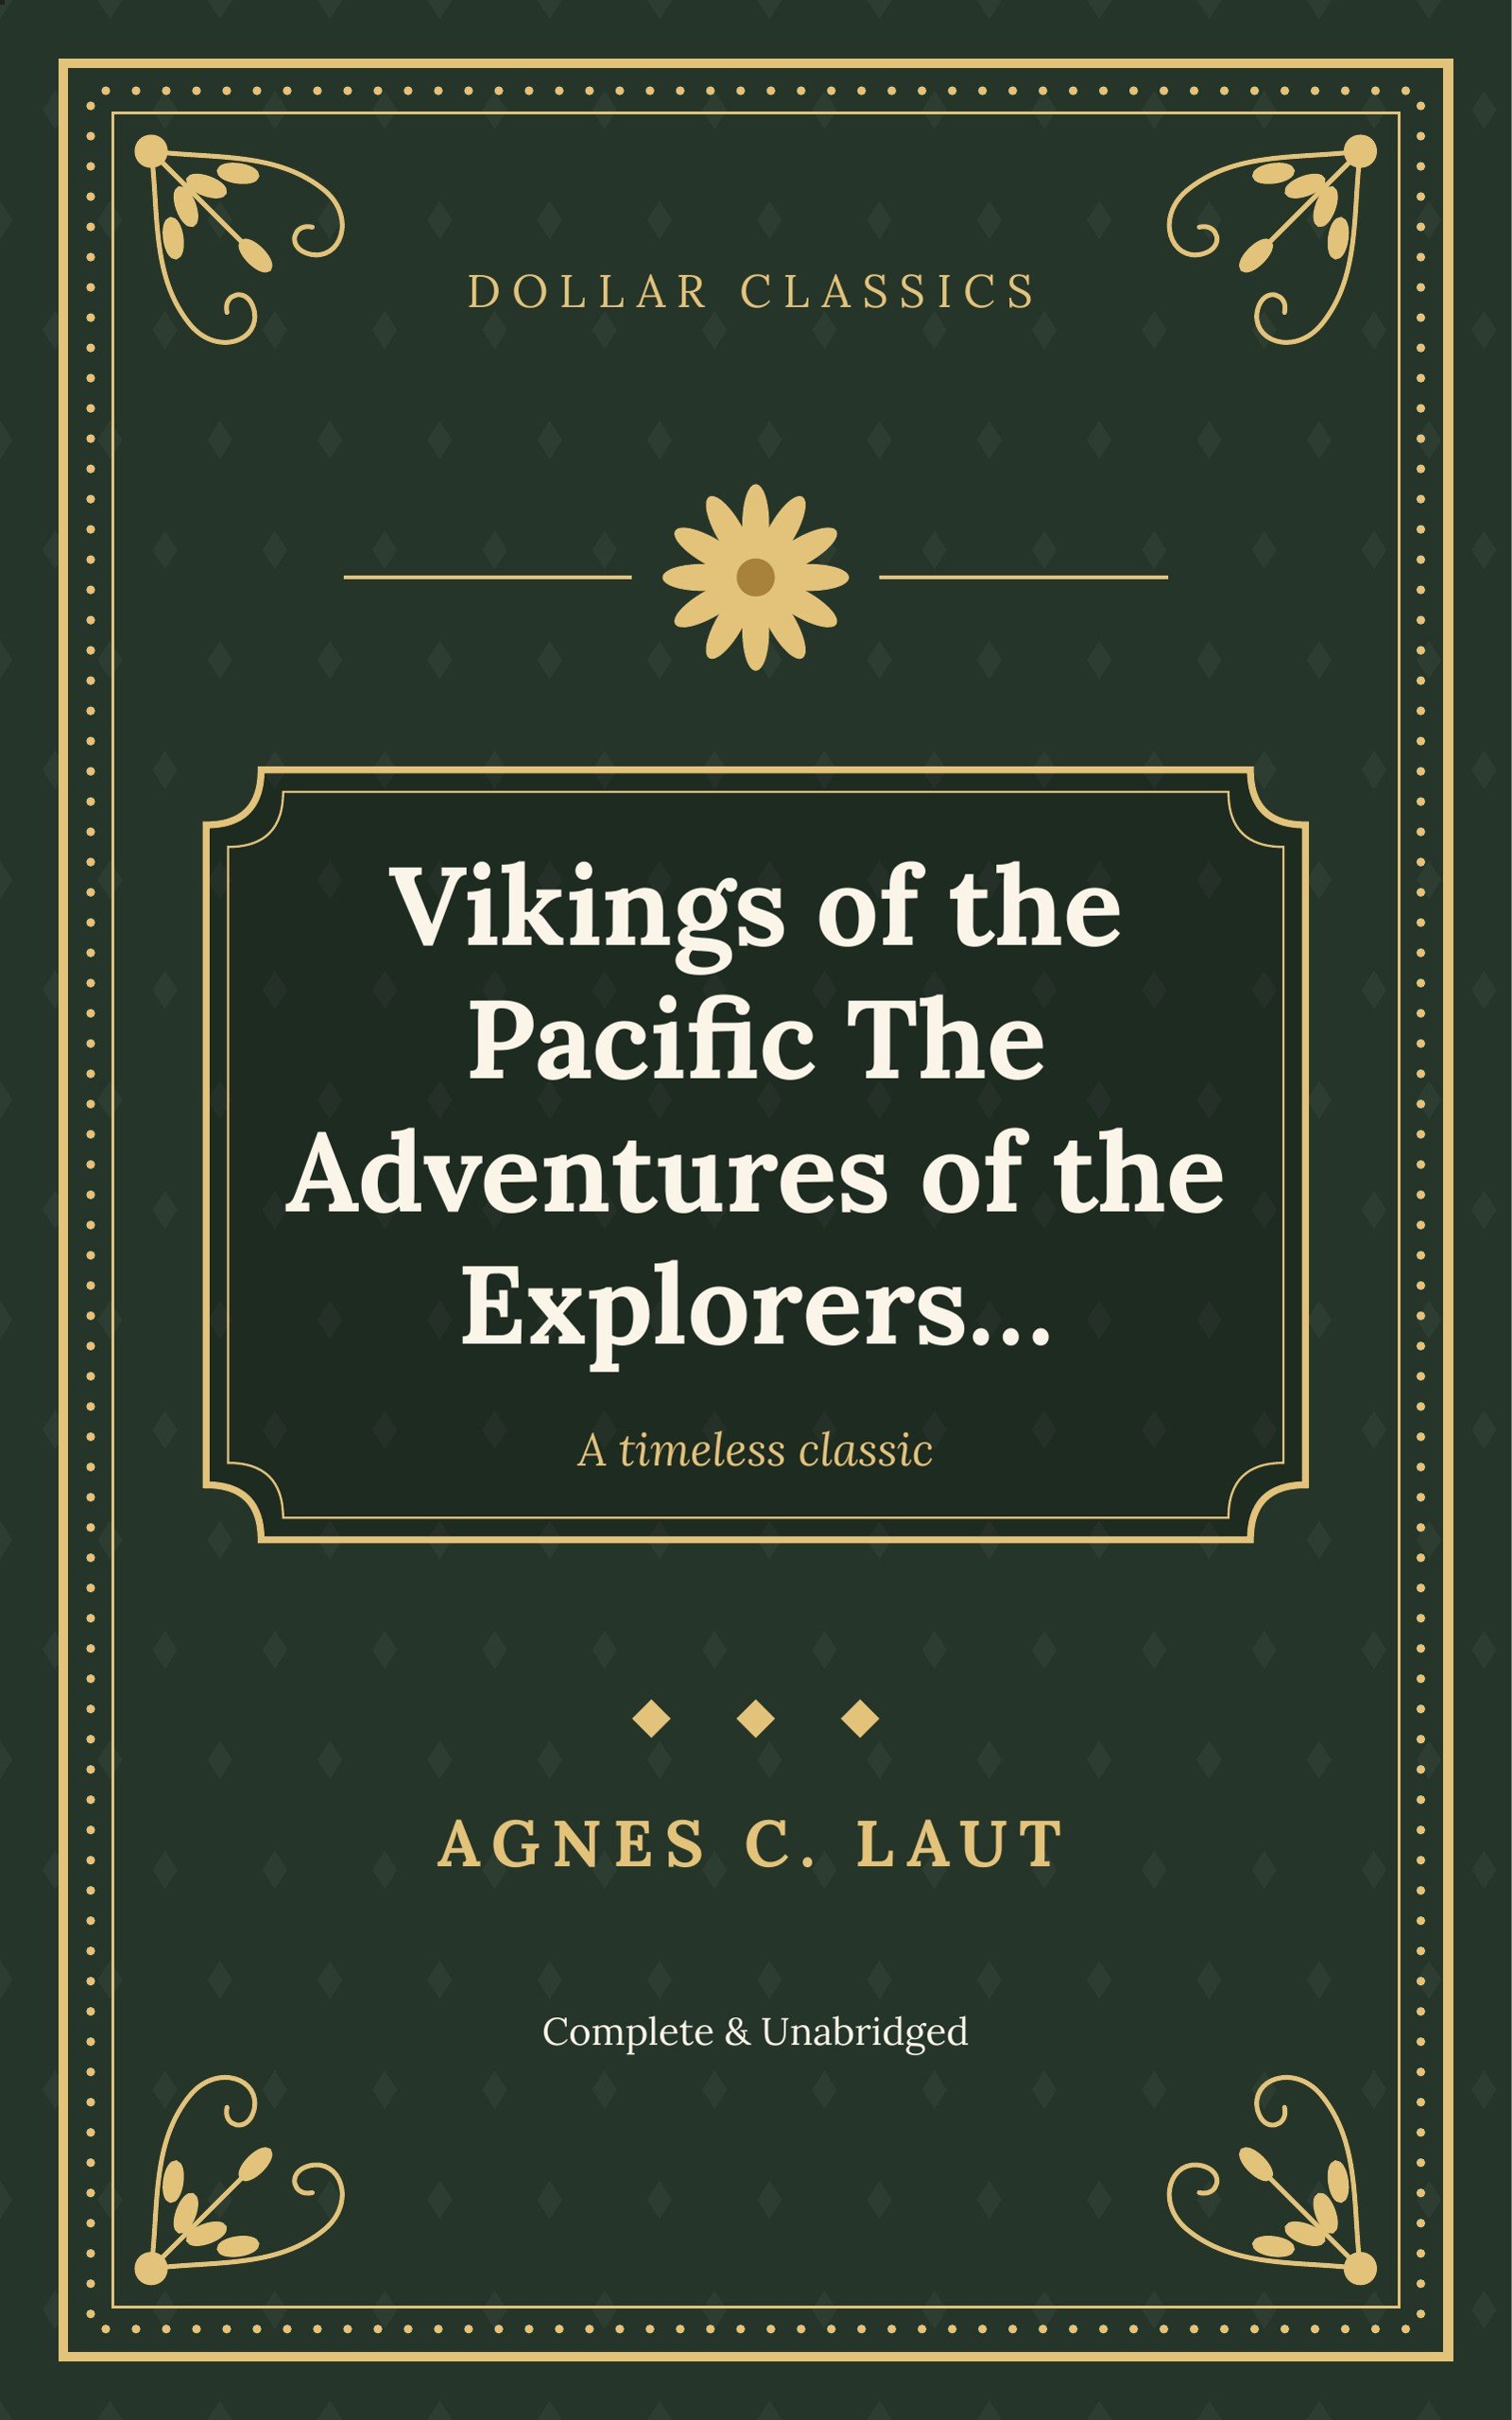 DOLLAR CLASSICS
Vikings of the
Pacific The
Adventures of the
Explorers...
A timeless classic
AGNES C. LAUT
Complete & Unabridged